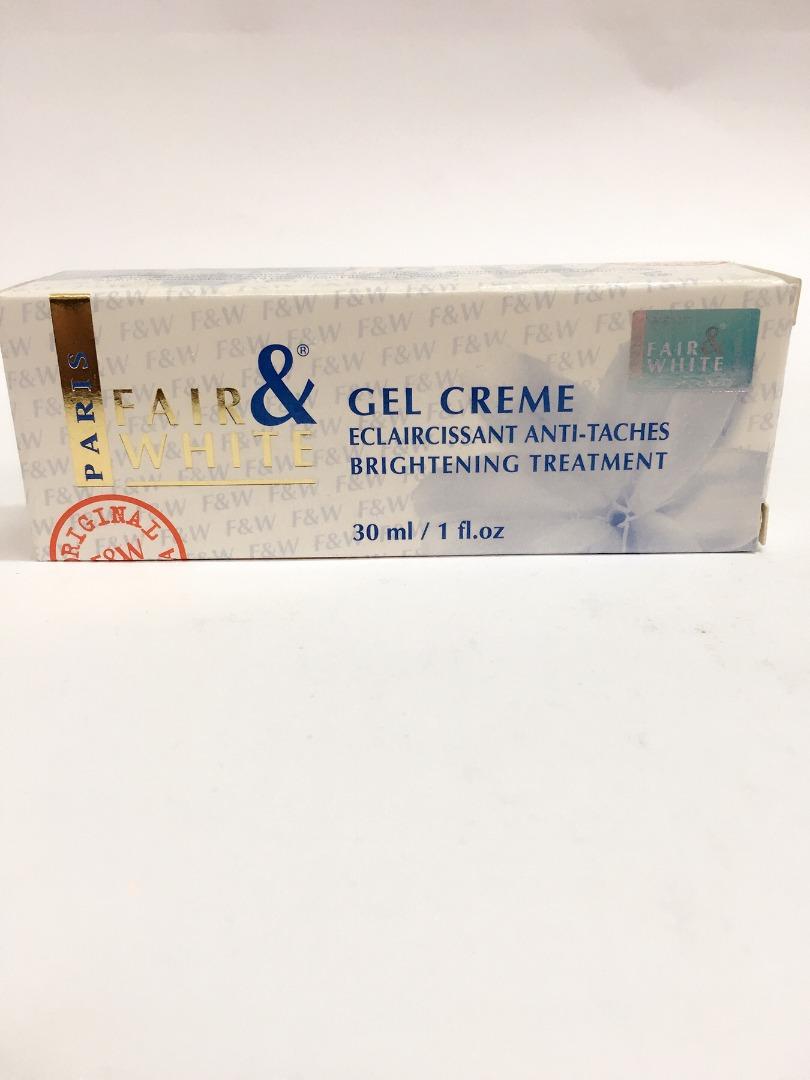 PARIS
FAIR &®
WHITE
GEL CREME
ECLAIRCISSANT ANTI-TACHES
BRIGHTENING TREATMENT
30 ml / 1 fl.oz
FAIR &
WHITE
ORIGINAL
F&W
F&W F&W F&W F&W F&W F&W